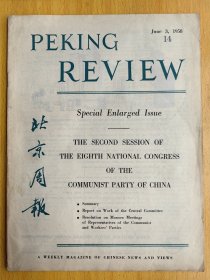 PEKING
June 3, 1958
14
REVIEW
Special Enlarged Issue
THE SECOND SESSION OF
THE EIGHTH NATIONAL CONGRESS
OF THE
COMMUNIST PARTY OF CHINA
• Summary
• Report on Work of the Central Committee
• Resolution on Moscow Meetings
of Representatives of the Communist
and Workers' Parties
北京周報
A WEEKLY MAGAZINE OF CHINESE NEWS AND VIEWS